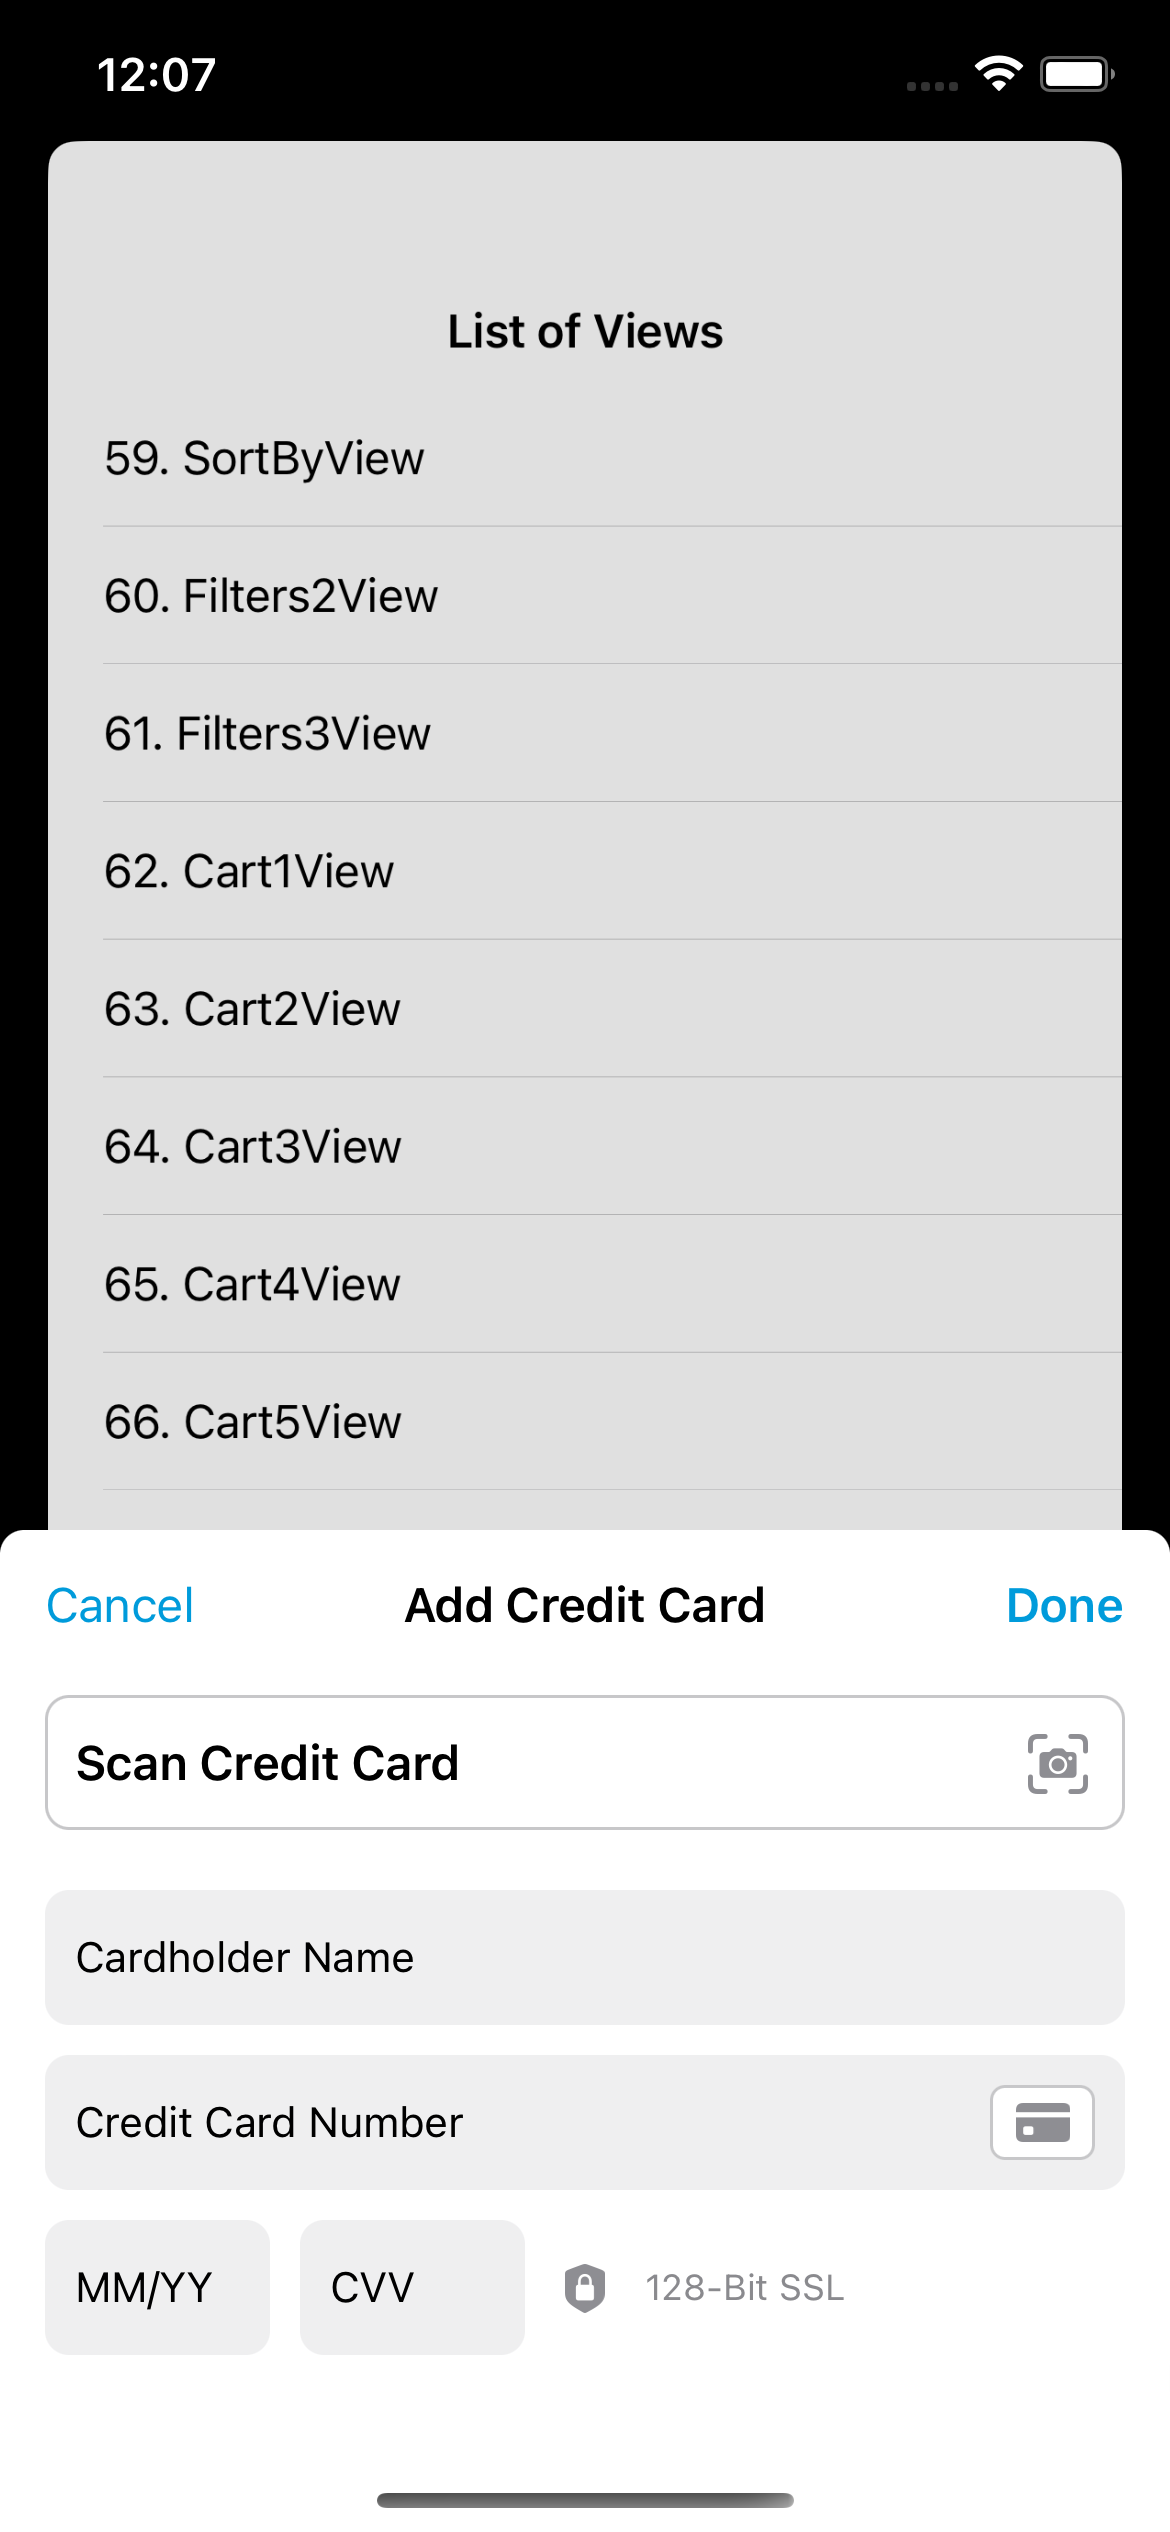 12:07
List of Views
59. SortByView
60. Filters2View
61. Filters3View
62. Cart1View
63. Cart2View
64. Cart3View
65. Cart4View
66. Cart5View
Cancel Add Credit Card Done
Scan Credit Card
Cardholder Name
Credit Card Number
MM/YY CVV 128-Bit SSL